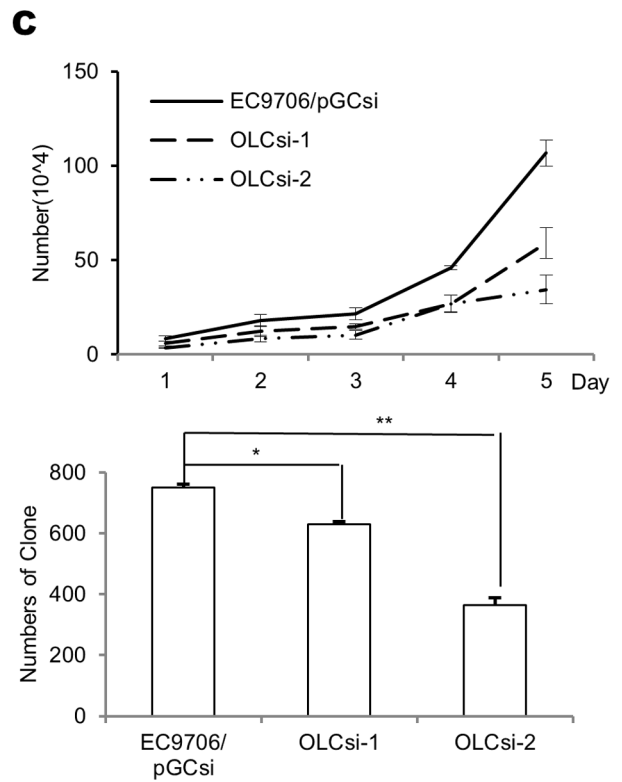 C
150
100
50
0
Number(10^4)
EC9706/pGCsi
OLCsi-1
OLCsi-2
1 2 3 4 5 Day
**
*
800
600
400
200
0
Numbers of Clone
EC9706/
pGCsi
OLCsi-1
OLCsi-2